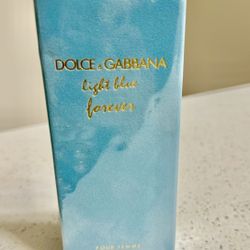 DOLCE & GABBANA
light blue
forever
POUR FEMME